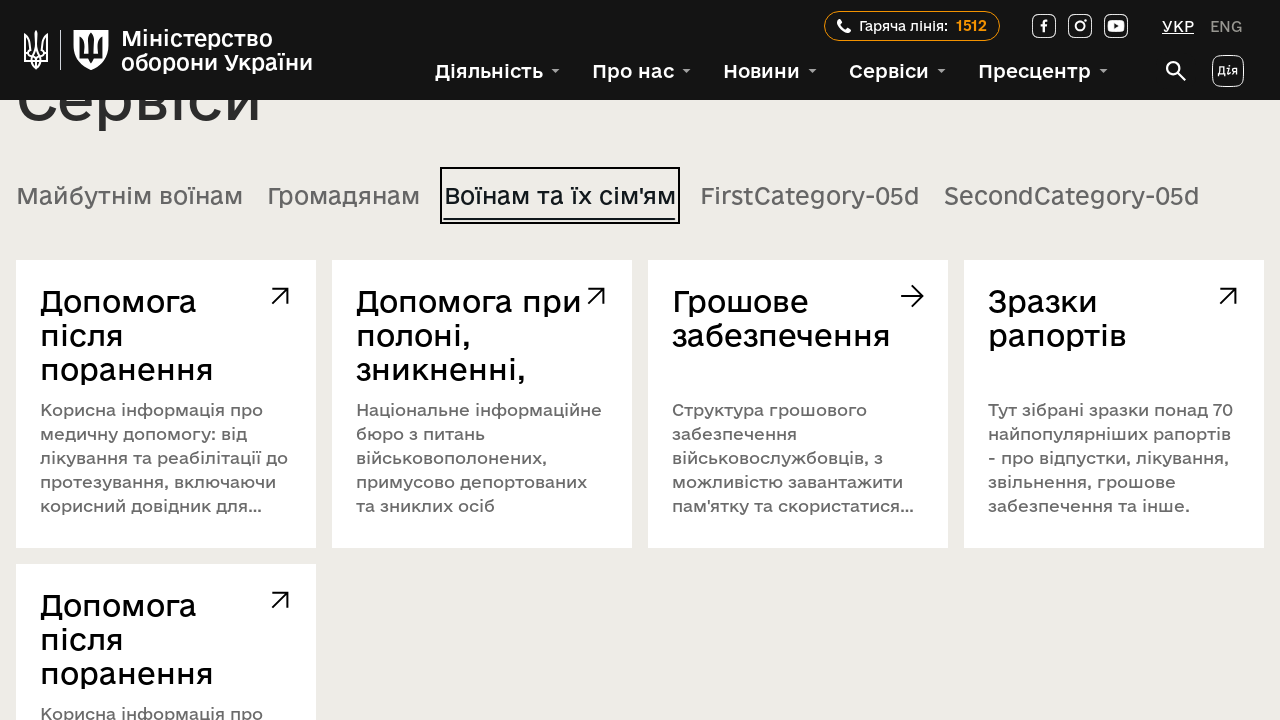 Міністерство
оборони України
Гаряча лінія: 1512
УКР ENG
Діяльність Про нас Новини Сервіси Пресцентр
Дія
Сервіси
Майбутнім воїнам Громадянам Воїнам та їх сім'ям FirstCategory-05d SecondCategory-05d
Допомога
після
поранення
Корисна інформація про
медичну допомогу: від
лікування та реабілітації до
протезування, включаючи
корисний довідник для...
Допомога при
полоні,
зникненні,
Національне інформаційне
бюро з питань
військовополонених,
примусово депортованих
та зниклих осіб
Грошове
забезпечення
Структура грошового
забезпечення
військовослужбовців, з
можливістю завантажити
пам'ятку та скористатися...
Зразки
рапортів
Тут зібрані зразки понад 70
найпопулярніших рапортів
- про відпустки, лікування,
звільнення, грошове
забезпечення та інше.
Допомога
після
поранення
Корисна інформація про